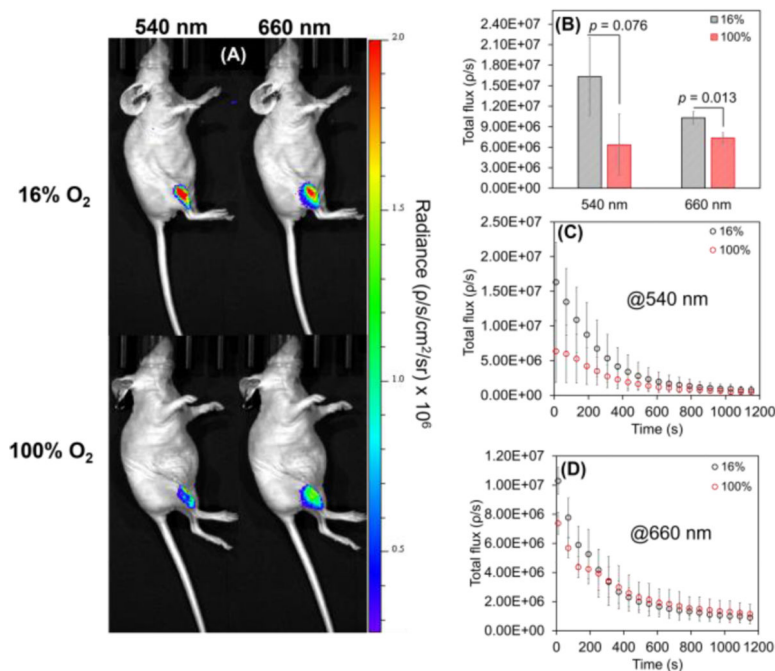 540 nm 660 nm
(A)
16% O₂
100% O₂
2.0
1.5
1.0
0.5
Radiance (p/s/cm²/sr) x 10⁶
(B)
16%
100%
p = 0.076
p = 0.013
2.40E+07
2.10E+07
1.80E+07
1.50E+07
1.20E+07
9.00E+06
6.00E+06
3.00E+06
0.00E+00
Total flux (p/s)
540 nm 660 nm
(C)
16%
100%
@540 nm
2.50E+07
2.00E+07
1.50E+07
1.00E+07
5.00E+06
0.00E+00
Total flux (p/s)
0 200 400 600 800 1000 1200
Time (s)
(D)
16%
100%
@660 nm
1.20E+07
1.00E+07
8.00E+06
6.00E+06
4.00E+06
2.00E+06
0.00E+00
Total flux (p/s)
0 200 400 600 800 1000 1200
Time (s)